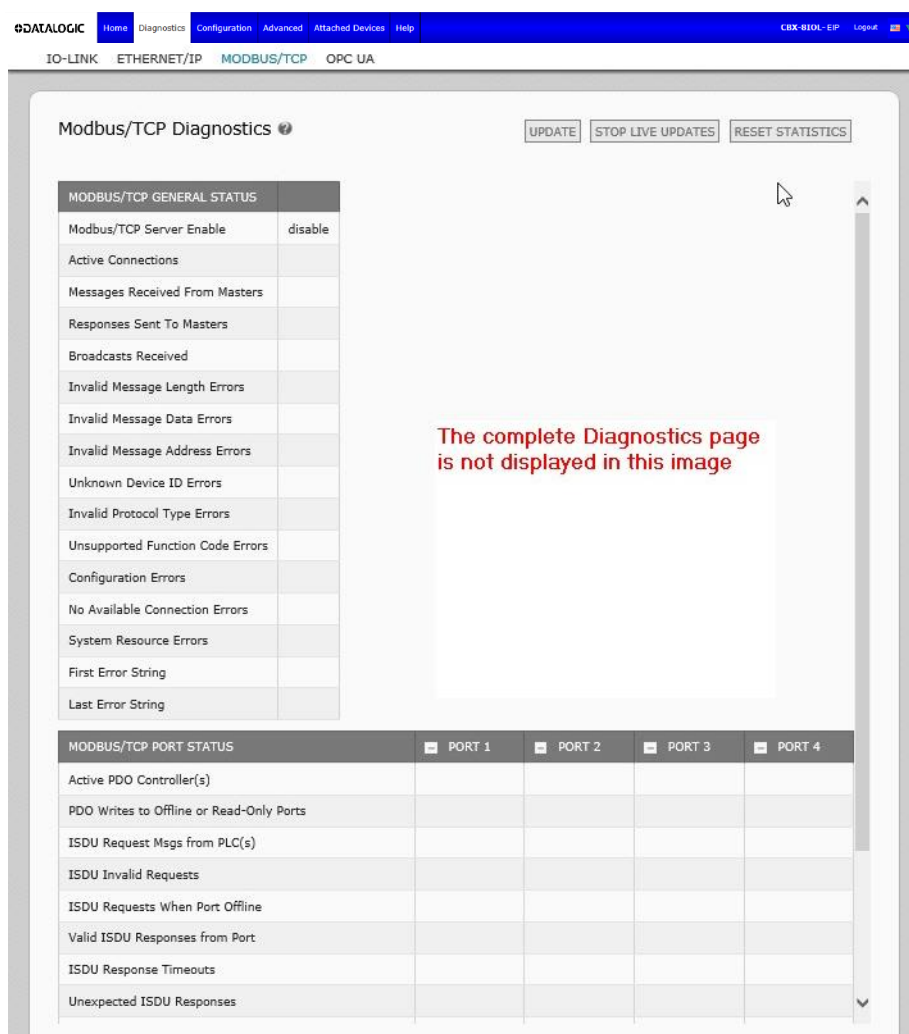 DATALOGIC Home Diagnostics Configuration Advanced Attached Devices Help CBX-8IOL-EIP Logout
IO-LINK ETHERNET/IP MODBUS/TCP OPC UA
Modbus/TCP Diagnostics ?
UPDATE STOP LIVE UPDATES RESET STATISTICS
MODBUS/TCP GENERAL STATUS
Modbus/TCP Server Enable disable
Active Connections
Messages Received From Masters
Responses Sent To Masters
Broadcasts Received
Invalid Message Length Errors
Invalid Message Data Errors
Invalid Message Address Errors
Unknown Device ID Errors
Invalid Protocol Type Errors
Unsupported Function Code Errors
Configuration Errors
No Available Connection Errors
System Resource Errors
First Error String
Last Error String
The complete Diagnostics page
is not displayed in this image
MODBUS/TCP PORT STATUS PORT 1 PORT 2 PORT 3 PORT 4
Active PDO Controller(s)
PDO Writes to Offline or Read-Only Ports
ISDU Request Msgs from PLC(s)
ISDU Invalid Requests
ISDU Requests When Port Offline
Valid ISDU Responses from Port
ISDU Response Timeouts
Unexpected ISDU Responses